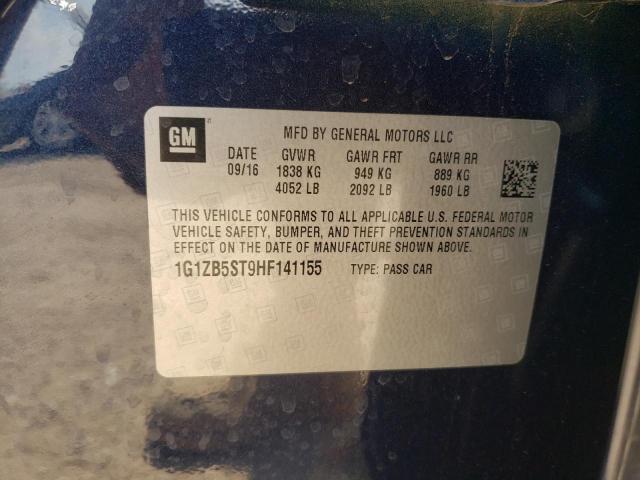 GM
MFD BY GENERAL MOTORS LLC
DATE GVWR GAWR FRT GAWR RR
09/16 1838 KG 949 KG 889 KG
4052 LB 2092 LB 1960 LB
THIS VEHICLE CONFORMS TO ALL APPLICABLE U.S. FEDERAL MOTOR
VEHICLE SAFETY, BUMPER, AND THEFT PREVENTION STANDARDS IN
EFFECT ON THE DATE OF MANUFACTURE SHOWN ABOVE.
1G1ZB5ST9HF141155 TYPE: PASS CAR